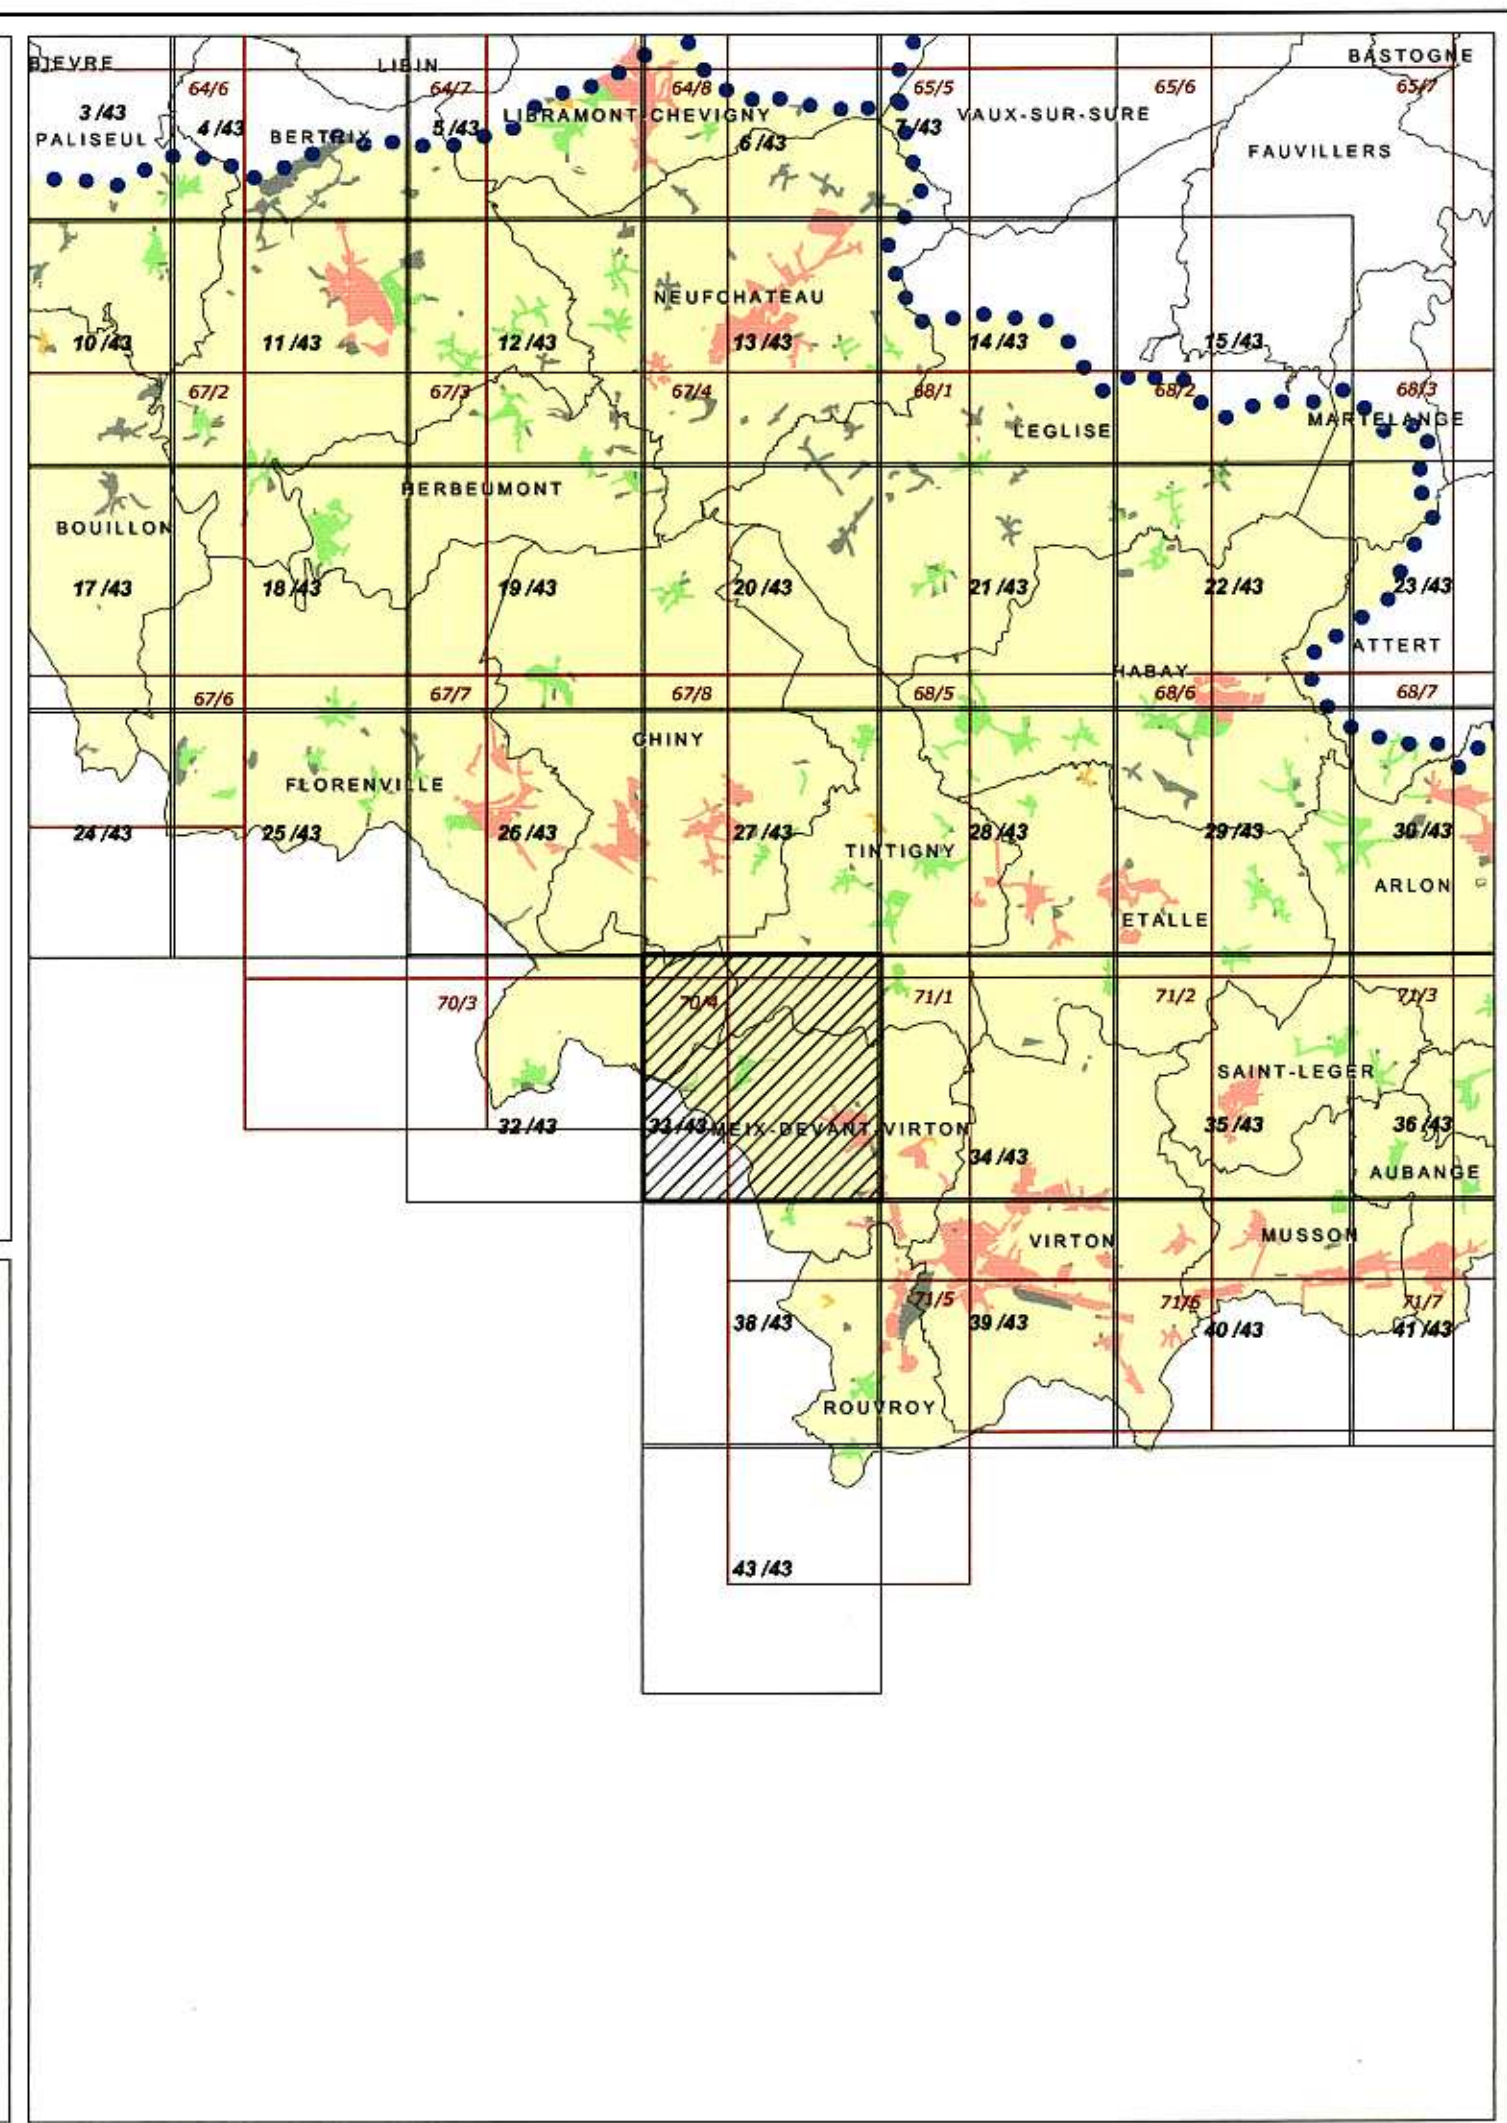 BIEVRE
LIBIN
BASTOGNE
64/6
64/7
64/8
65/5
65/6
65/7
3 /43
4 /43
5 /43
LIBRAMONT-CHEVIGNY
7 /43
VAUX-SUR-SURE
PALISEUL
BERTRIX
6 /43
FAUVILLERS
NEUFCHATEAU
10 /43
11 /43
12 /43
13 /43
14 /43
15 /43
67/2
67/3
67/4
68/1
68/2
68/3
LEGLISE
MARTELANGE
HERBEUMONT
BOUILLON
17 /43
18 /43
19 /43
20 /43
21 /43
22 /43
23 /43
ATTERT
HABAY
67/6
67/7
67/8
68/5
68/6
68/7
CHINY
FLORENVILLE
24 /43
25 /43
26 /43
27 /43
28 /43
29 /43
30 /43
TINTIGNY
ARLON
ETALLE
70/3
70/4
71/1
71/2
71/3
SAINT-LEGER
32 /43
33 /43
MEIX-DEVANT-VIRTON
35 /43
36 /43
34 /43
AUBANGE
VIRTON
MUSSON
71/5
71/6
71/7
38 /43
39 /43
40 /43
41 /43
ROUVROY
43 /43